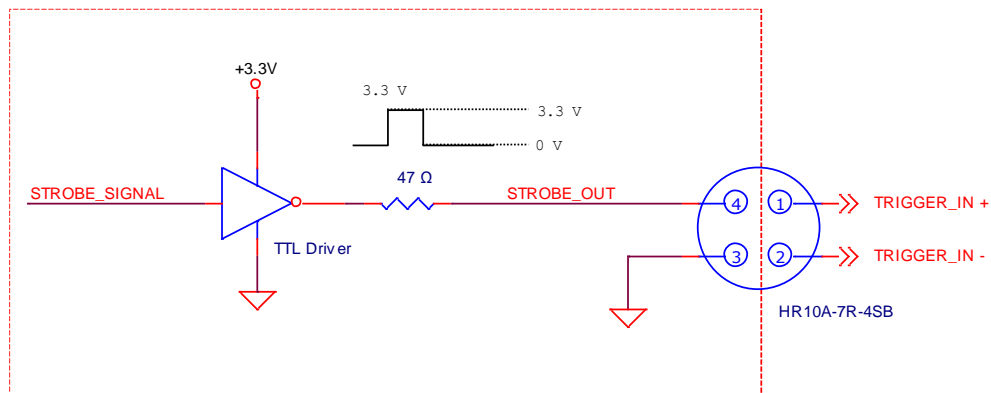 +3.3V
3.3 V
3.3 V
0 V
47 Ω
STROBE_SIGNAL
STROBE_OUT
4
1
TRIGGER_IN +
TTL Driver
3
2
TRIGGER_IN -
HR10A-7R-4SB